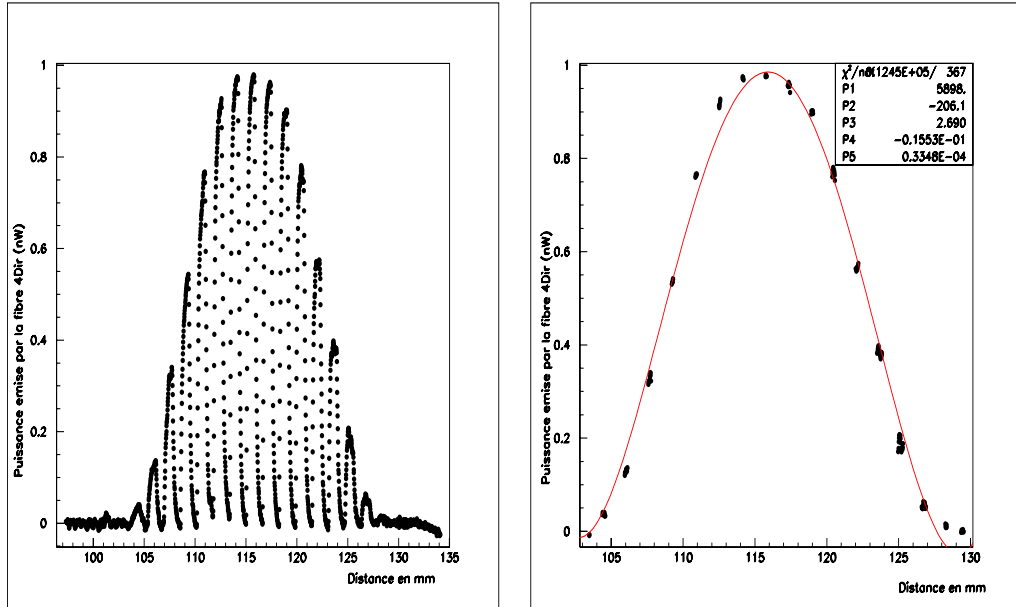 Puissance emise par la fibre 4Dir (nW)
1
0.8
0.6
0.4
0.2
0
100 105 110 115 120 125 130 135
Distance en mm
Puissance emise par la fibre 4Dir (nW)
1
0.8
0.6
0.4
0.2
0
105 110 115 120 125 130
Distance en mm
367
P1 5898.
P2 -206.1
P3 2.690
P4 -0.1553E-01
P5 0.3348E-04